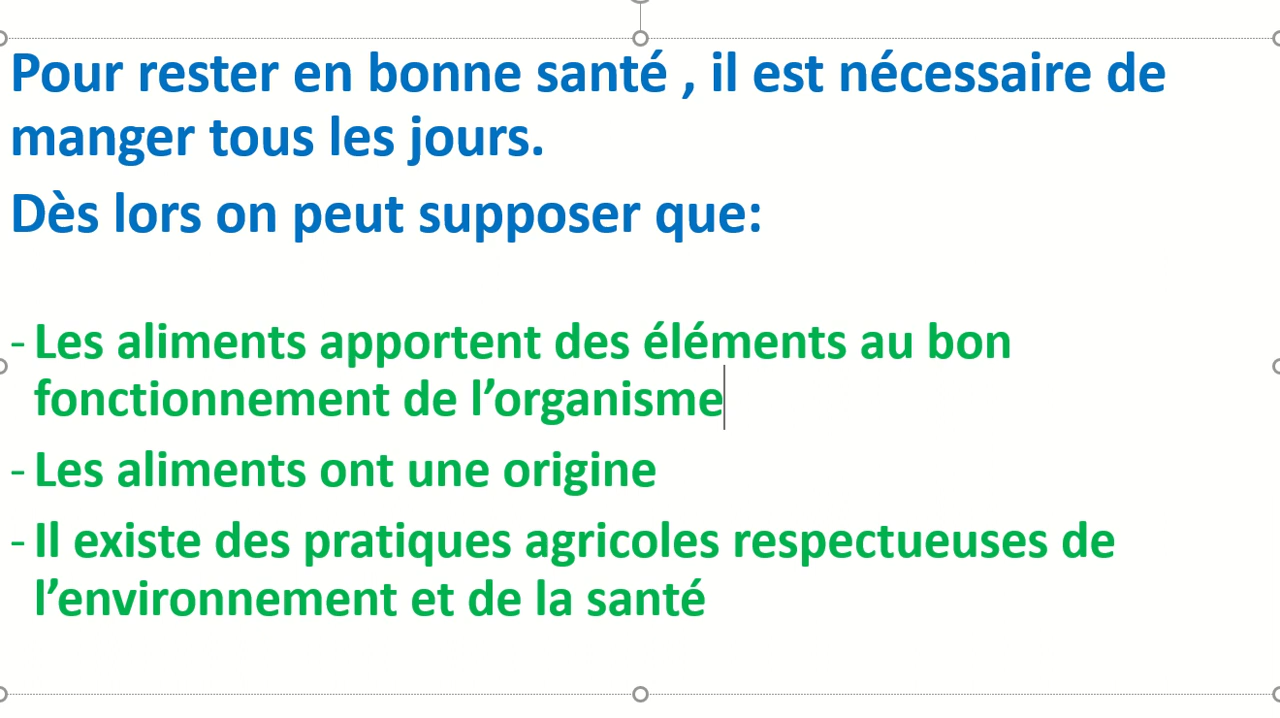 Pour rester en bonne santé , il est nécessaire de
manger tous les jours.
Dès lors on peut supposer que:
- Les aliments apportent des éléments au bon
fonctionnement de l’organisme
- Les aliments ont une origine
- Il existe des pratiques agricoles respectueuses de
l’environnement et de la santé